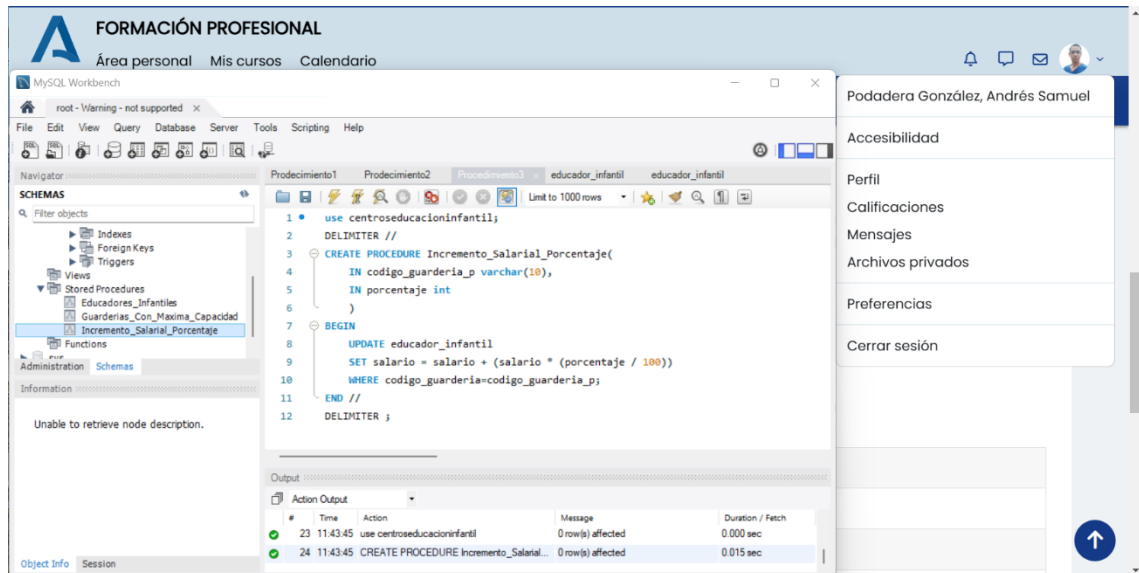 FORMACIÓN PROFESIONAL
Área personal Mis cursos Calendario
MySQL Workbench
root - Warning - not supported
File Edit View Query Database Server Tools Scripting Help
Navigator
SCHEMAS
Filter objects
Indexes
Foreign Keys
Triggers
Views
Stored Procedures
Educadores_Infantiles
Guarderias_Con_Maxima_Capacidad
Incremento_Salarial_Porcentaje
Functions
sys
Administration Schemas
Information
Unable to retrieve node description.
Object Info Session
Prodecimiento1 Prodecimiento2 Procedimiento3 educador_infantil educador_infantil
Limit to 1000 rows
1 use centroseducacioninfantil;
2 DELIMITER //
3 CREATE PROCEDURE Incremento_Salarial_Porcentaje(
4 IN codigo_guarderia_p varchar(10),
5 IN porcentaje int
6 )
7 BEGIN
8 UPDATE educador_infantil
9 SET salario = salario + (salario * (porcentaje / 100))
10 WHERE codigo_guarderia=codigo_guarderia_p;
11 END //
12 DELIMITER ;
Output
Action Output
# Time Action Message Duration / Fetch
23 11:43:45 use centroseducacioninfantil 0 row(s) affected 0.000 sec
24 11:43:45 CREATE PROCEDURE Incremento_Salarial... 0 row(s) affected 0.015 sec
Podadera González, Andrés Samuel
Accesibilidad
Perfil
Calificaciones
Mensajes
Archivos privados
Preferencias
Cerrar sesión